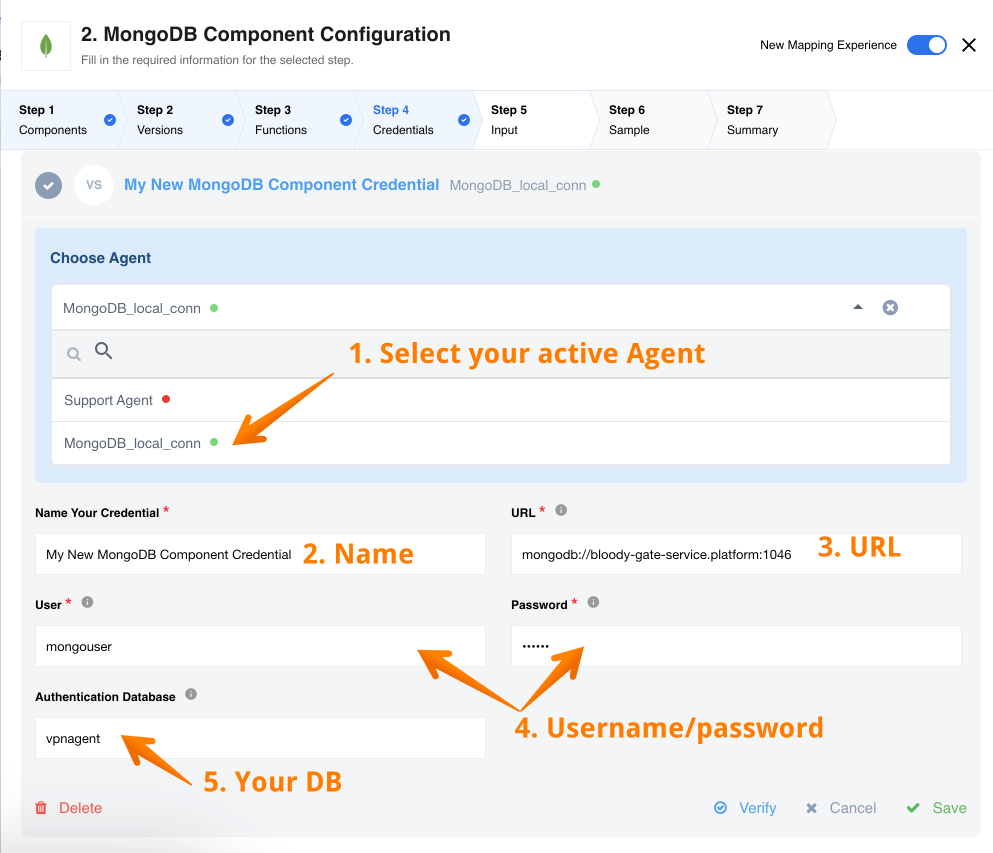 2. MongoDB Component Configuration
Fill in the required information for the selected step.
New Mapping Experience
Step 1
Components
Step 2
Versions
Step 3
Functions
Step 4
Credentials
Step 5
Input
Step 6
Sample
Step 7
Summary
VS
My New MongoDB Component Credential MongoDB_local_conn
Choose Agent
MongoDB_local_conn
1. Select your active Agent
Support Agent
MongoDB_local_conn
Name Your Credential *
My New MongoDB Component Credential
2. Name
URL *
mongodb://bloody-gate-service.platform:1046
3. URL
User *
mongouser
Password *
••••••
4. Username/password
Authentication Database
vpnagent
5. Your DB
Delete
Verify
Cancel
Save